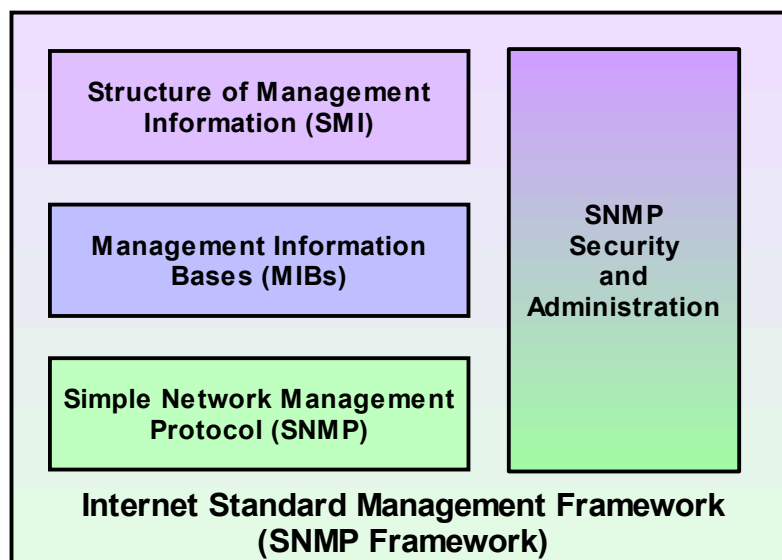 Structure of Management
Information (SMI)
Management Information
Bases (MIBs)
Simple Network Management
Protocol (SNMP)
SNMP
Security
and
Administration
Internet Standard Management Framework
(SNMP Framework)